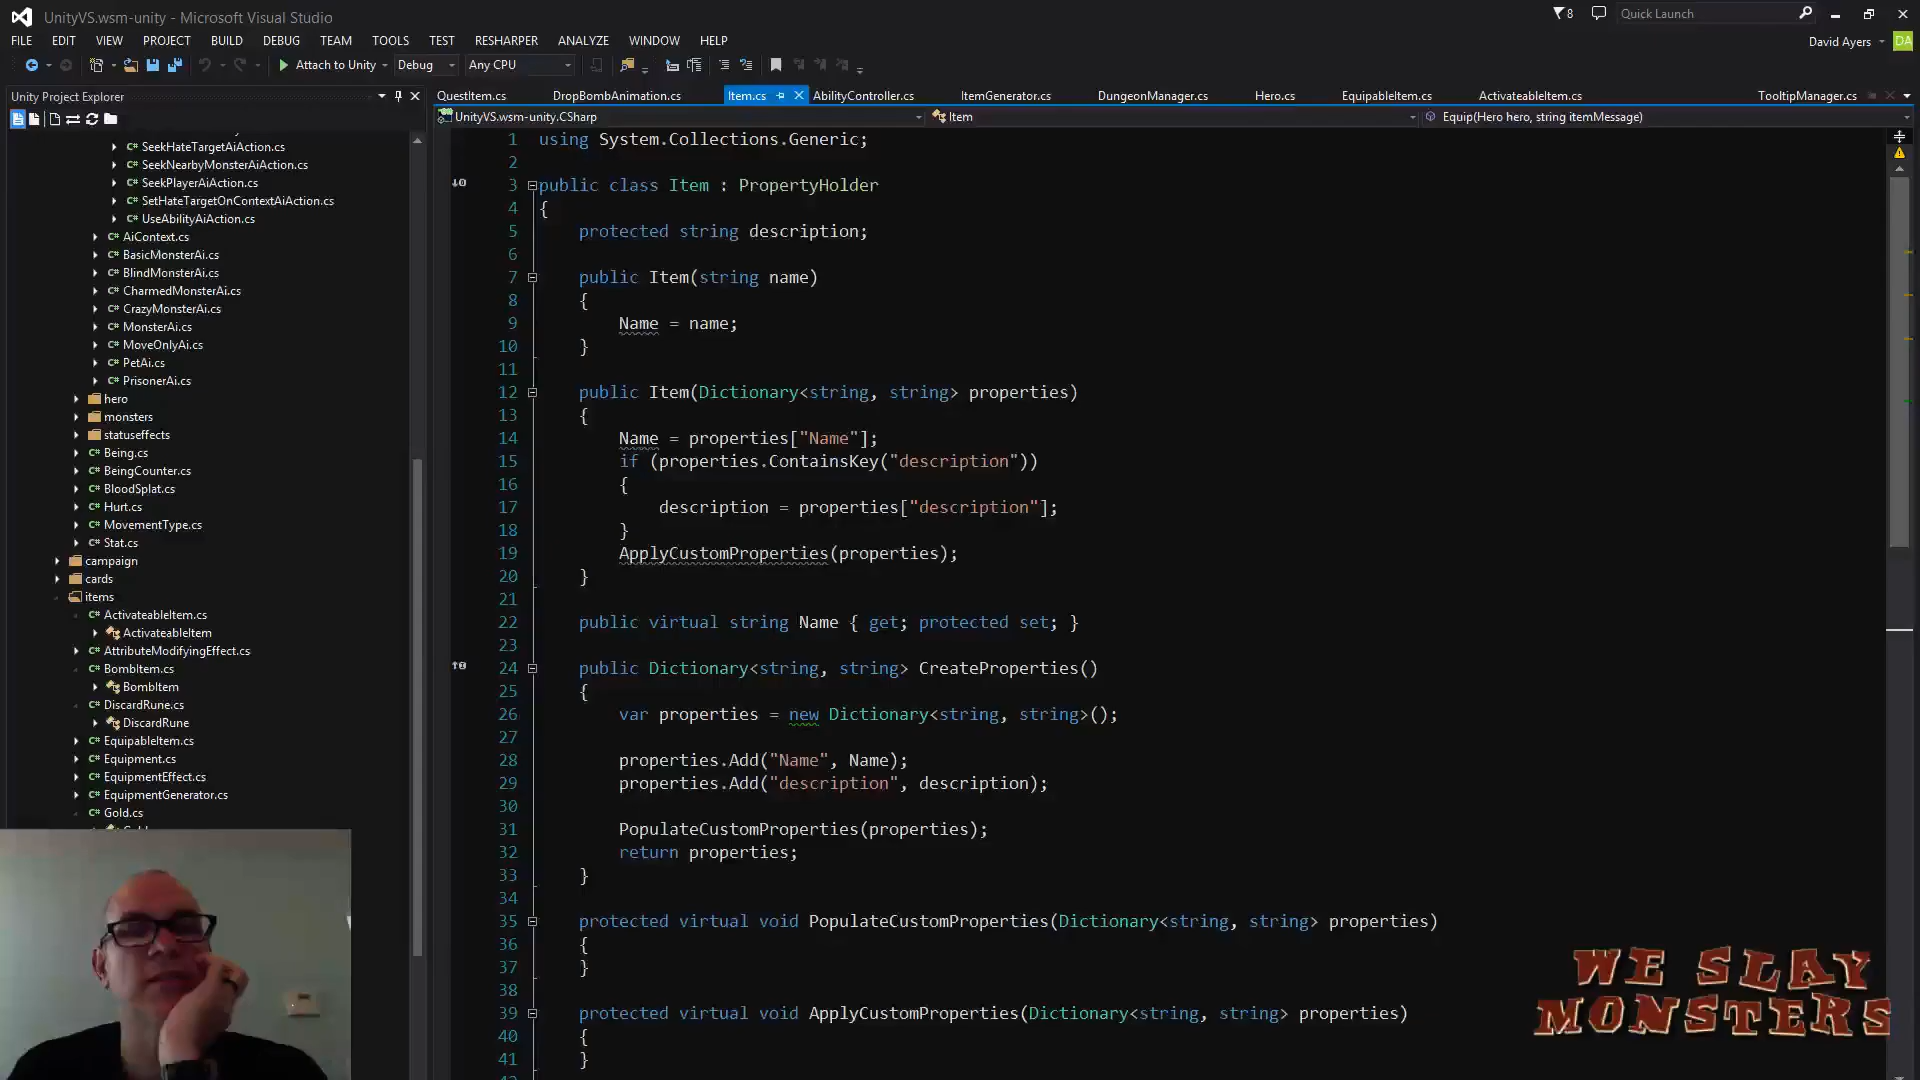 UnityVS.wsm-unity - Microsoft Visual Studio
8
Quick Launch
FILE EDIT VIEW PROJECT BUILD DEBUG TEAM TOOLS TEST RESHARPER ANALYZE WINDOW HELP
David Ayers
DA
Attach to Unity
Debug
Any CPU
Unity Project Explorer
QuestItem.cs
DropBombAnimation.cs
Item.cs
AbilityController.cs
ItemGenerator.cs
DungeonManager.cs
Hero.cs
EquipableItem.cs
ActivateableItem.cs
TooltipManager.cs
UnityVS.wsm-unity.CSharp
Item
Equip(Hero hero, string itemMessage)
SeekHateTargetAiAction.cs
SeekNearbyMonsterAiAction.cs
SeekPlayerAiAction.cs
SetHateTargetOnContextAiAction.cs
UseAbilityAiAction.cs
AiContext.cs
BasicMonsterAi.cs
BlindMonsterAi.cs
CharmedMonsterAi.cs
CrazyMonsterAi.cs
MonsterAi.cs
MoveOnlyAi.cs
PetAi.cs
PrisonerAi.cs
hero
monsters
statuseffects
Being.cs
BeingCounter.cs
BloodSplat.cs
Hurt.cs
MovementType.cs
Stat.cs
campaign
cards
items
ActivateableItem.cs
ActivateableItem
AttributeModifyingEffect.cs
BombItem.cs
BombItem
DiscardRune.cs
DiscardRune
EquipableItem.cs
Equipment.cs
EquipmentEffect.cs
EquipmentGenerator.cs
Gold.cs
1 using System.Collections.Generic;
2
3 public class Item : PropertyHolder
4 {
5 protected string description;
6
7 public Item(string name)
8 {
9 Name = name;
10 }
11
12 public Item(Dictionary<string, string> properties)
13 {
14 Name = properties["Name"];
15 if (properties.ContainsKey("description"))
16 {
17 description = properties["description"];
18 }
19 ApplyCustomProperties(properties);
20 }
21
22 public virtual string Name { get; protected set; }
23
24 public Dictionary<string, string> CreateProperties()
25 {
26 var properties = new Dictionary<string, string>();
27
28 properties.Add("Name", Name);
29 properties.Add("description", description);
30
31 PopulateCustomProperties(properties);
32 return properties;
33 }
34
35 protected virtual void PopulateCustomProperties(Dictionary<string, string> properties)
36 {
37 }
38
39 protected virtual void ApplyCustomProperties(Dictionary<string, string> properties)
40 {
41 }
WE SLAY
MONSTERS